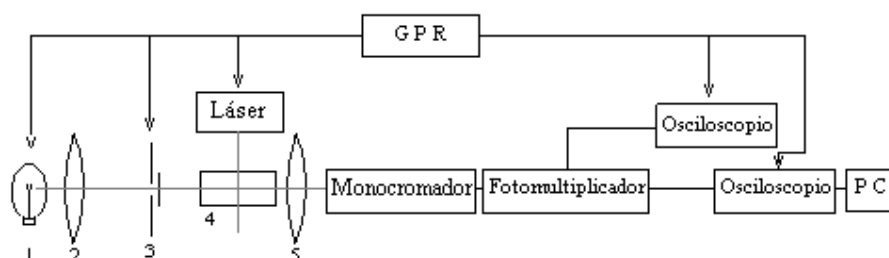 G P R
Láser
Osciloscopio
Monocromador
Fotomultiplicador
Osciloscopio
P C
4
1
2
3
5